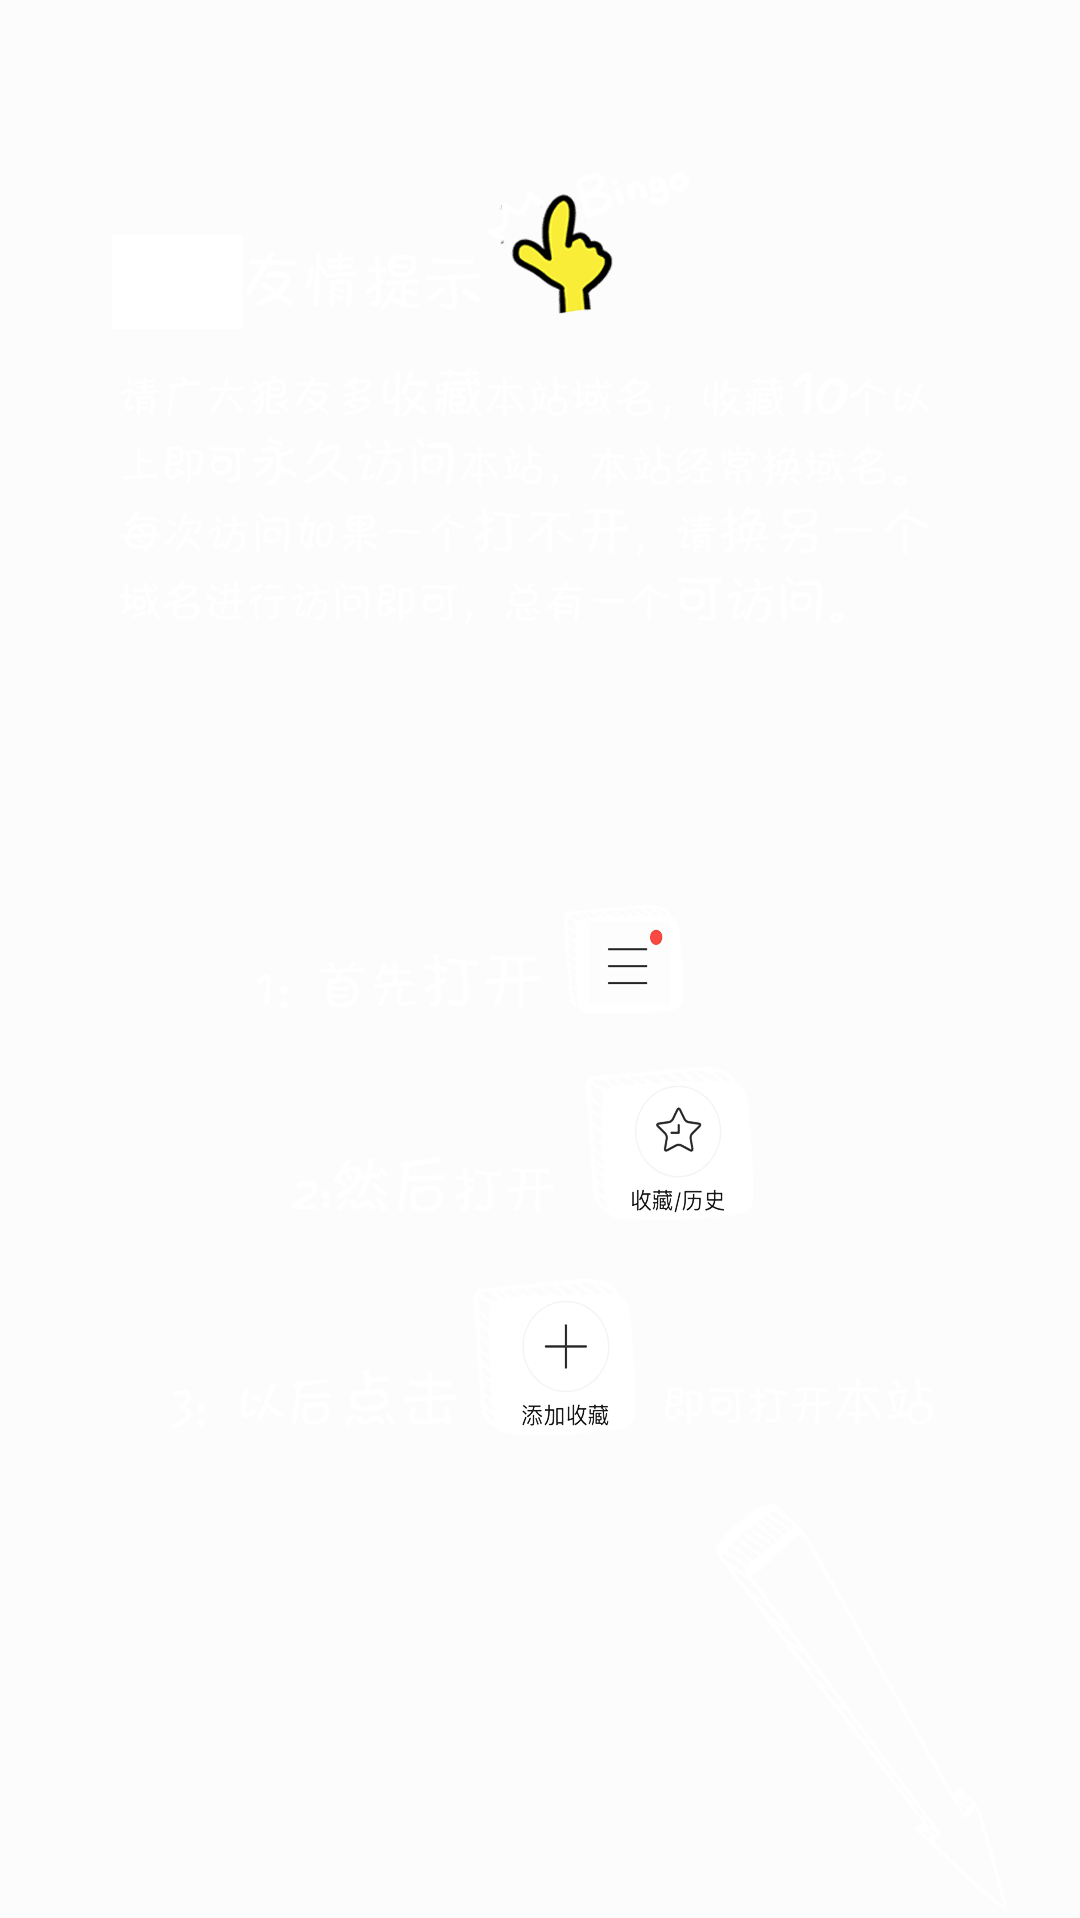 Bingo
友情提示
请广大狼友多收藏本站域名，收藏10个以
上即可永久访问本站，本站经常换域名。
每次访问如果一个打不开，请换另一个
域名进行访问即可，总有一个可访问。
1：首先打开
2.然后打开
收藏/历史
3：以后点击 添加收藏 即可打开本站